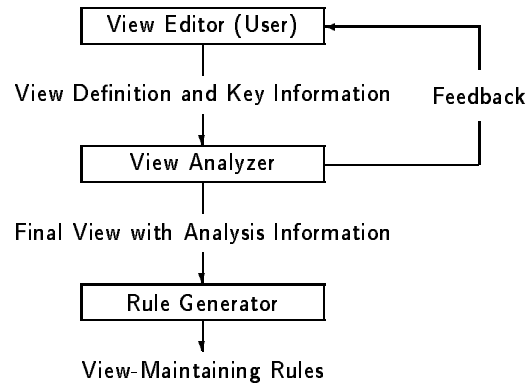 View Editor (User)
View Definition and Key Information
Feedback
View Analyzer
Final View with Analysis Information
Rule Generator
View-Maintaining Rules